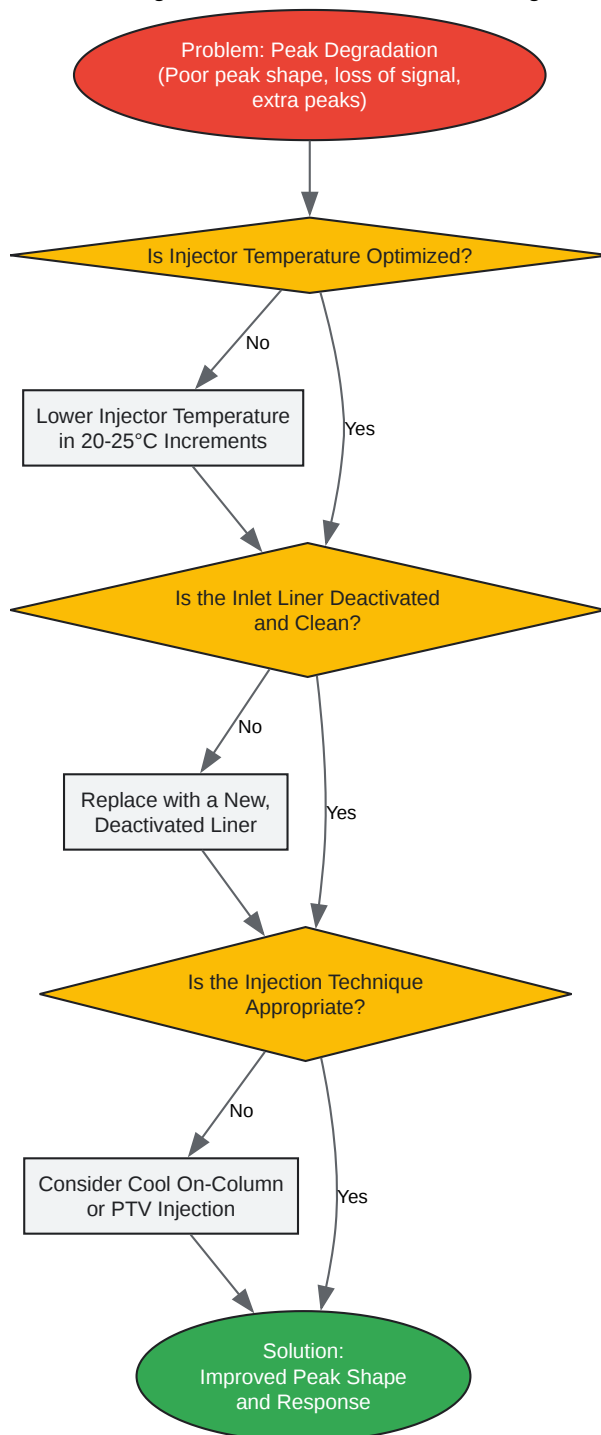 Problem: Peak Degradation
(Poor peak shape, loss of signal,
extra peaks)
Is Injector Temperature Optimized?
No
Lower Injector Temperature
in 20-25°C Increments
Yes
Is the Inlet Liner Deactivated
and Clean?
No
Replace with a New,
Deactivated Liner
Yes
Is the Injection Technique
Appropriate?
No
Consider Cool On-Column
or PTV Injection
Yes
Solution:
Improved Peak Shape
and Response